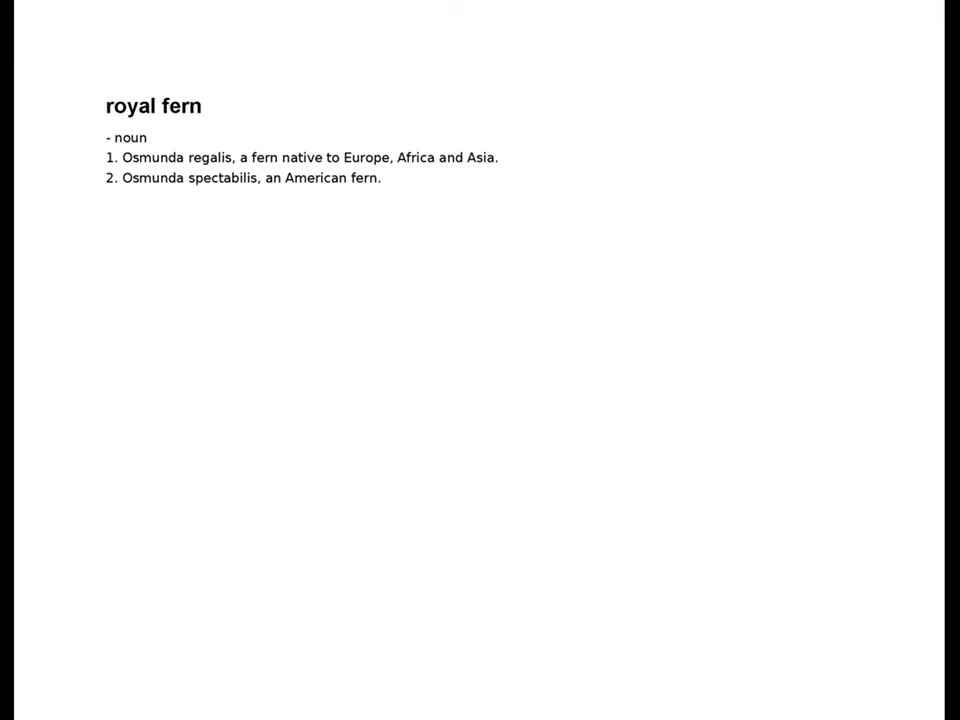 royal fern
- noun
1. Osmunda regalis, a fern native to Europe, Africa and Asia.
2. Osmunda spectabilis, an American fern.